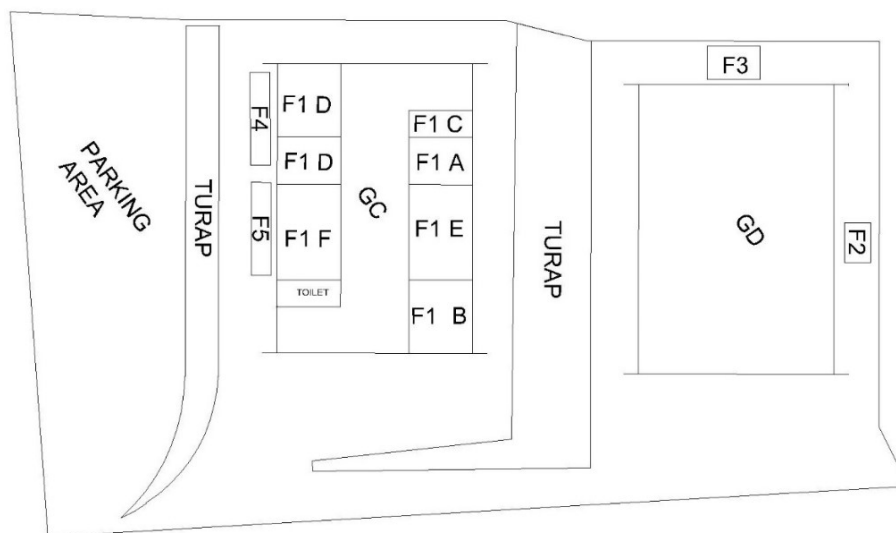 PARKING
AREA
TURAP
F4
F5
F1 D
F1 D
F1 F
TOILET
GC
F1 C
F1 A
F1 E
F1 B
TURAP
F3
GD
F2